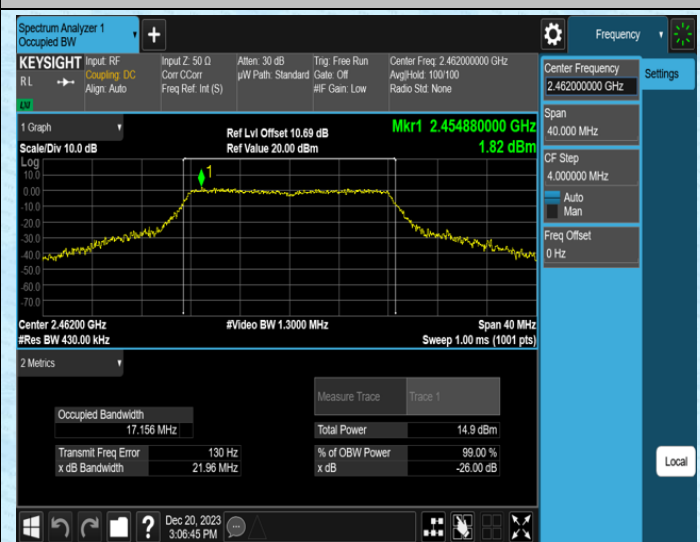 Spectrum Analyzer 1
Occupied BW
Frequency
KEYSIGHT
RL
Input: RF
Coupling: DC
Align: Auto
Input Z: 50 Ω
Corr CCorr
Freq Ref: Int (S)
Atten: 30 dB
µW Path: Standard
Trig: Free Run
Gate: Off
#IF Gain: Low
Center Freq: 2.462000000 GHz
Avg|Hold: 100/100
Radio Std: None
Center Frequency
2.462000000 GHz
Settings
Span
40.000 MHz
CF Step
4.000000 MHz
Auto
Man
Freq Offset
0 Hz
1 Graph
Scale/Div 10.0 dB
Ref Lvl Offset 10.69 dB
Ref Value 20.00 dBm
Mkr1 2.454880000 GHz
1.82 dBm
Log
10.0
0.00
-10.0
-20.0
-30.0
-40.0
-50.0
-60.0
-70.0
1
Center 2.46200 GHz
#Res BW 430.00 kHz
#Video BW 1.3000 MHz
Span 40 MHz
Sweep 1.00 ms (1001 pts)
2 Metrics
Measure Trace
Trace 1
Occupied Bandwidth
17.156 MHz
Total Power
14.9 dBm
Transmit Freq Error
130 Hz
% of OBW Power
99.00 %
x dB Bandwidth
21.96 MHz
x dB
-26.00 dB
Local
Dec 20, 2023
3:06:45 PM